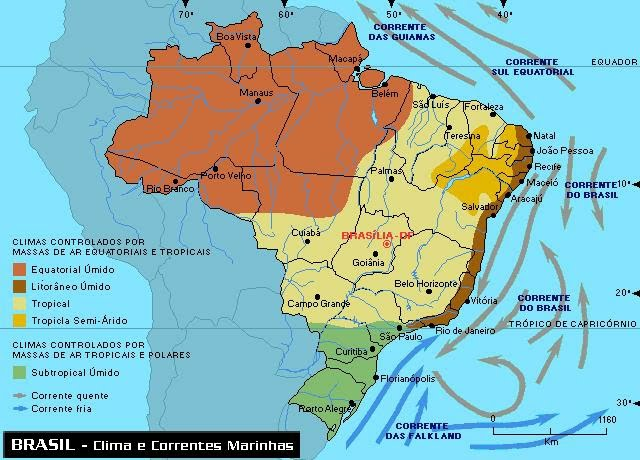 70°
60°
50°
40°
CORRENTE
DAS GUIANAS
Boa Vista
CORRENTE
SUL EQUATORIAL
EQUADOR
Macapá
Manaus
Belém
São Luís
Fortaleza
Teresina
Natal
João Pessoa
Recife
Porto Velho
Rio Branco
Palmas
Maceió
10°
Aracajú
CORRENTE
DO BRASIL
Salvador
Cuiabá
BRASÍLIA-DF
CLIMAS CONTROLADOS POR
MASSAS DE AR EQUATORIAIS E TROPICAIS
Goiânia
Equatorial Úmido
Litorâneo Úmido
Tropical
Tropicla Semi-Árido
Belo Horizonte
Campo Grande
Vitória
20°
CORRENTE
DO BRASIL
TRÓPICO DE CAPRICÓRNIO
Rio de Janeiro
São Paulo
CLIMAS CONTROLADOS POR
MASSAS DE AR TROPICAIS E POLARES
Curitiba
Subtropical Úmido
Florianópolis
Corrente quente
Corrente fria
Porto Alegre
30°
CORRENTE
DAS FALKLAND
0 1160
Km
BRASIL - Clima e Correntes Marinhas